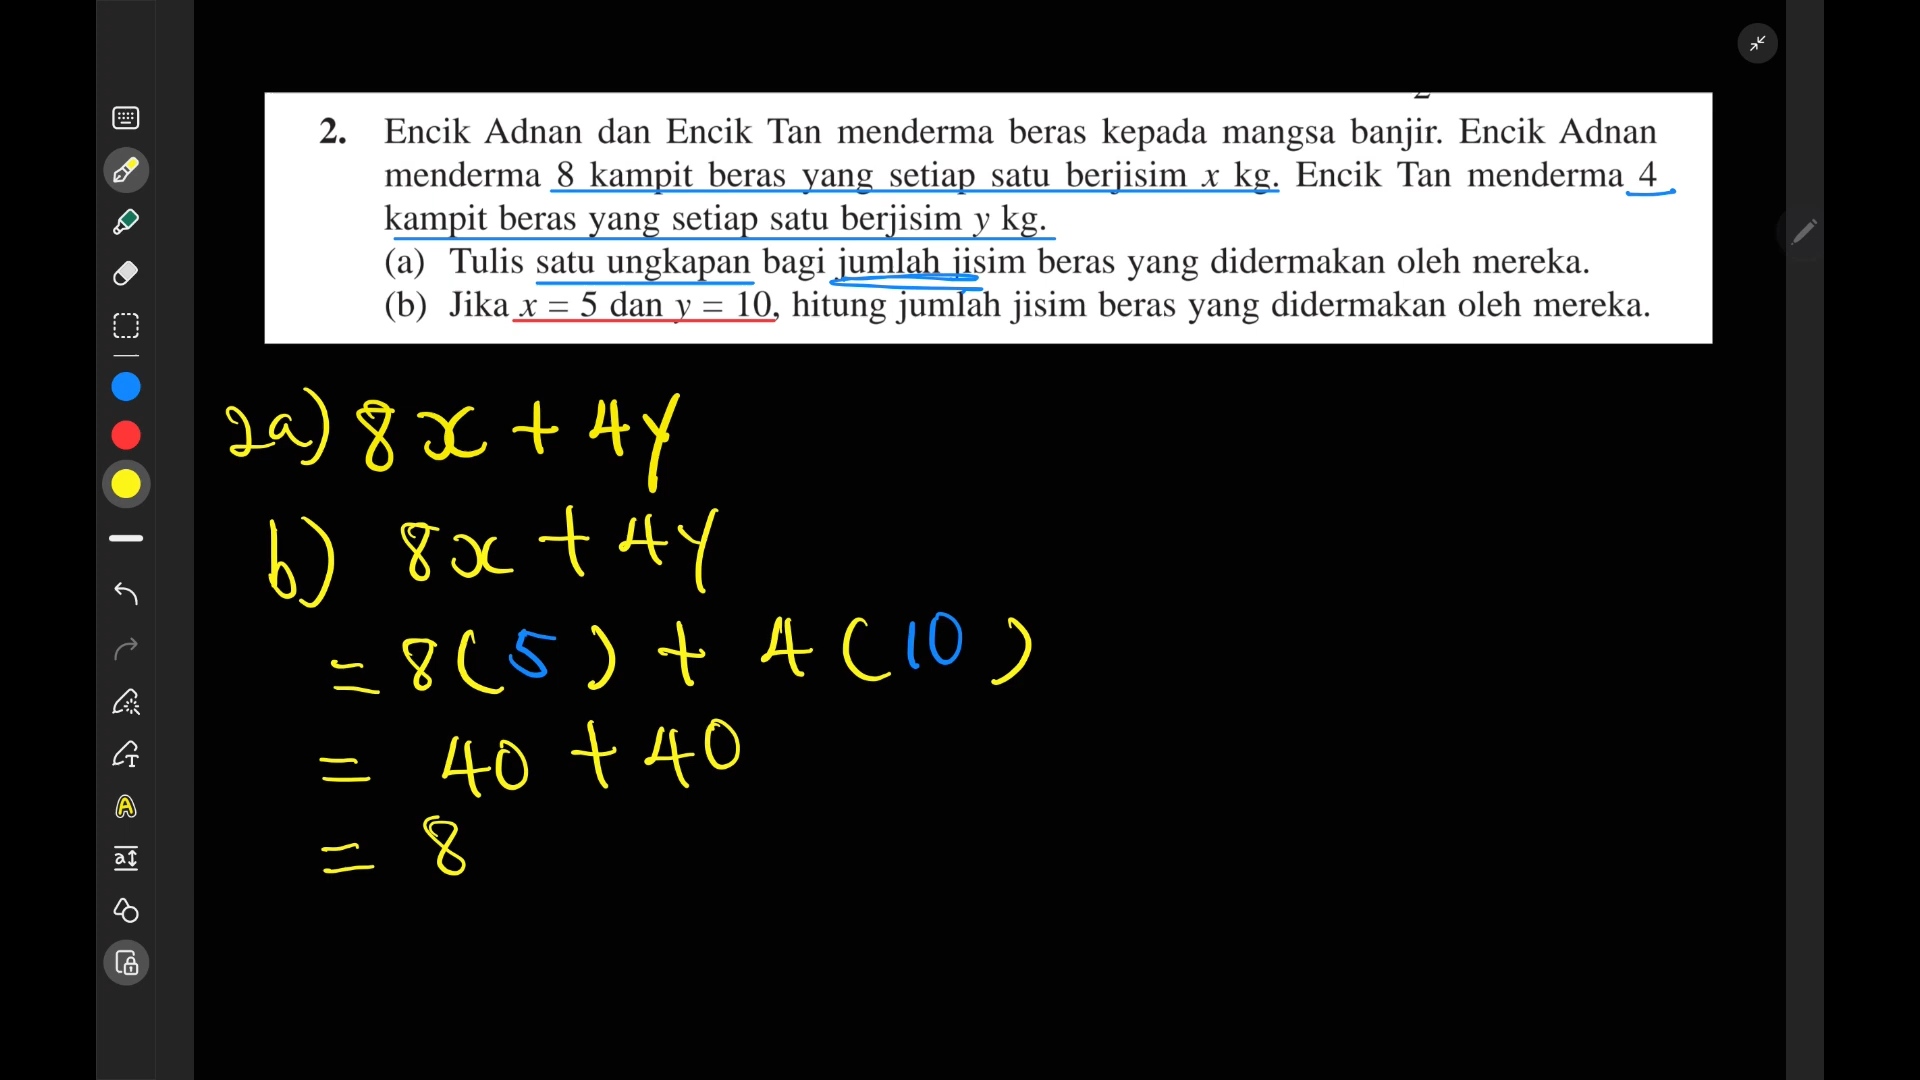 2. Encik Adnan dan Encik Tan menderma beras kepada mangsa banjir. Encik Adnan
menderma 8 kampit beras yang setiap satu berjisim x kg. Encik Tan menderma 4
kampit beras yang setiap satu berjisim y kg.
(a) Tulis satu ungkapan bagi jumlah jisim beras yang didermakan oleh mereka.
(b) Jika x = 5 dan y = 10, hitung jumlah jisim beras yang didermakan oleh mereka.
2a) 8x + 4y
b) 8x + 4y
= 8(5) + 4(10)
= 40 + 40
= 8